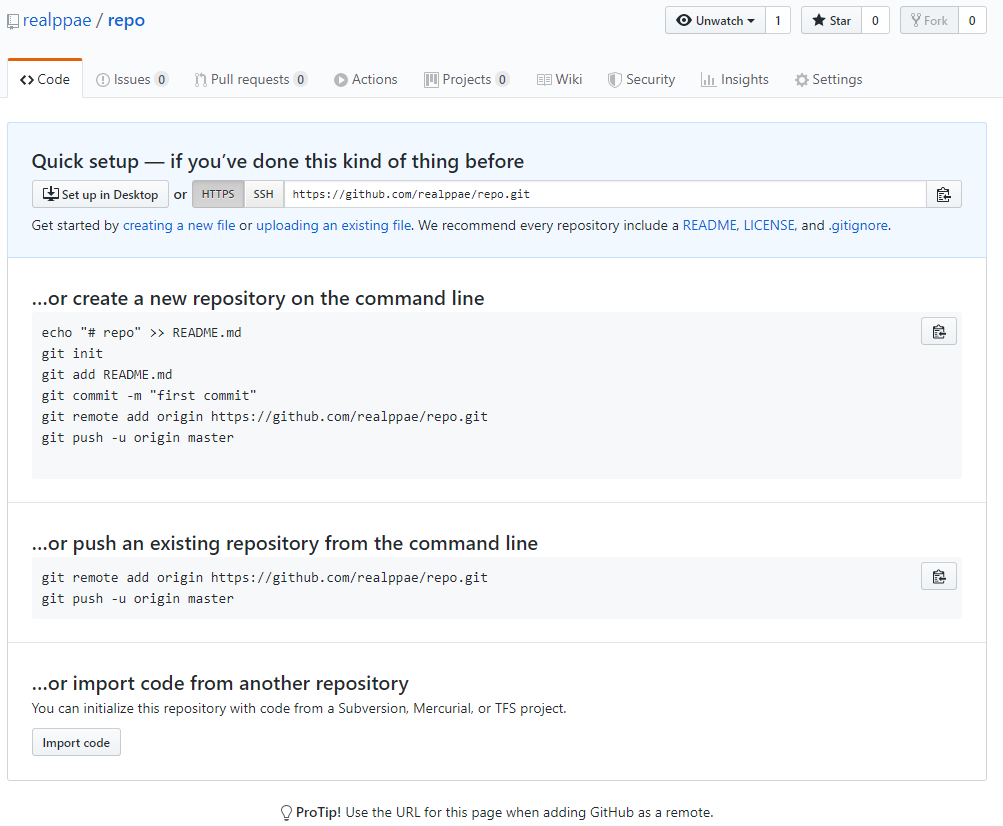 realppae / repo
Unwatch 1 Star 0 Fork 0
Code Issues 0 Pull requests 0 Actions Projects 0 Wiki Security Insights Settings
Quick setup — if you’ve done this kind of thing before
Set up in Desktop or HTTPS SSH https://github.com/realppae/repo.git
Get started by creating a new file or uploading an existing file. We recommend every repository include a README, LICENSE, and .gitignore.
…or create a new repository on the command line
echo "# repo" >> README.md
git init
git add README.md
git commit -m "first commit"
git remote add origin https://github.com/realppae/repo.git
git push -u origin master
…or push an existing repository from the command line
git remote add origin https://github.com/realppae/repo.git
git push -u origin master
…or import code from another repository
You can initialize this repository with code from a Subversion, Mercurial, or TFS project.
Import code
ProTip! Use the URL for this page when adding GitHub as a remote.